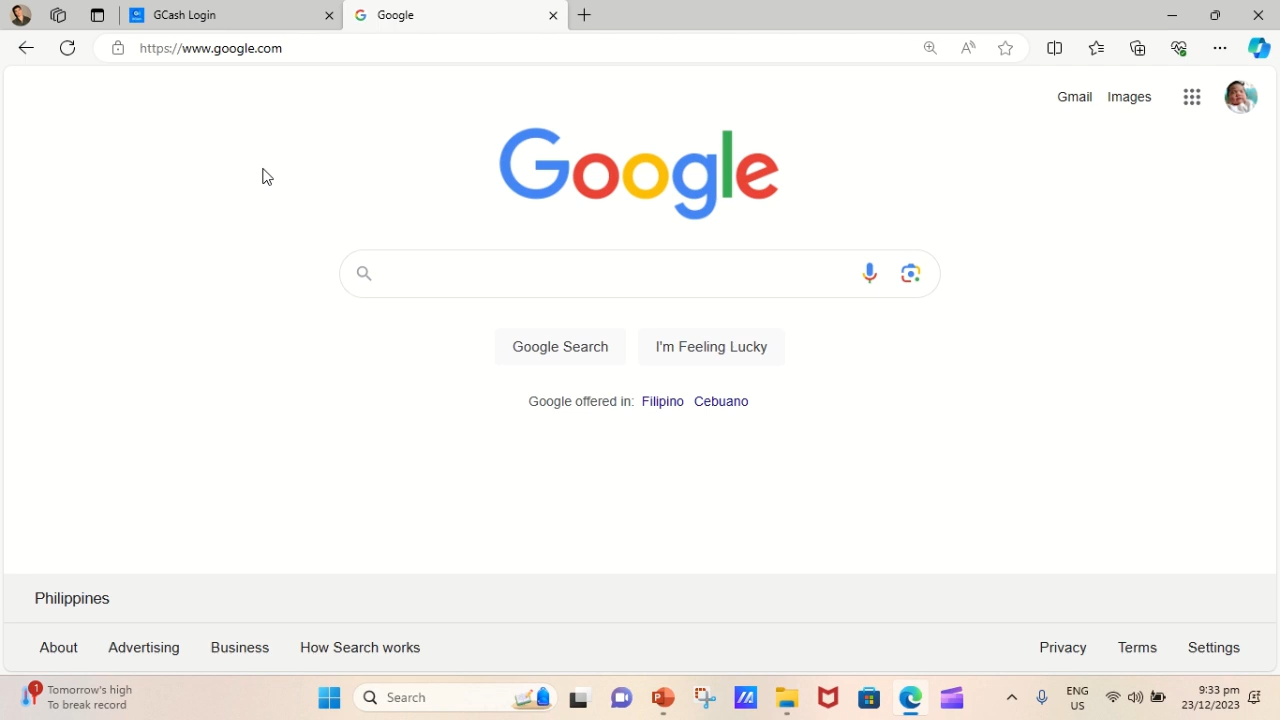 GCash Login
Google
https://www.google.com
Gmail Images
Google
Google Search I'm Feeling Lucky
Google offered in: Filipino Cebuano
Philippines
About Advertising Business How Search works Privacy Terms Settings
1 Tomorrow's high
To break record
Search
ENG
US
9:33 pm
23/12/2023